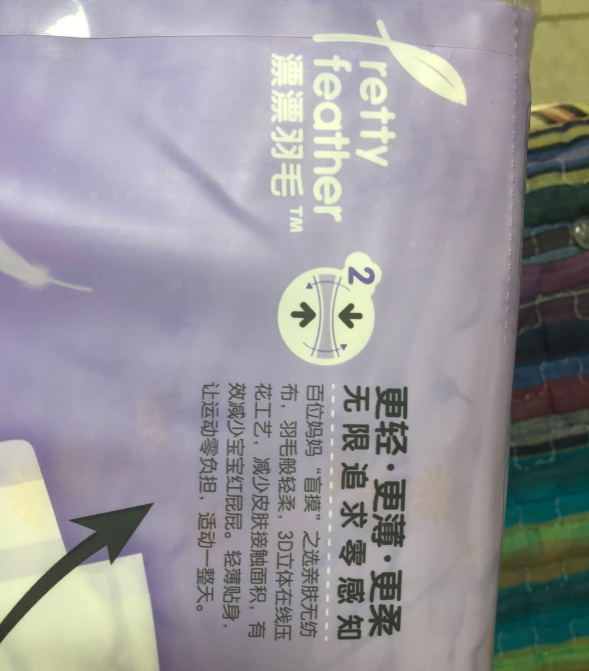 Pretty
feather
漂漂羽毛™
2
更轻·更薄·更柔
无限追求零感知
百位妈妈“盲摸”之选亲肤无纺
布，羽毛般轻柔，3D立体在线压
花工艺，减少皮肤接触面积，有
效减少宝宝红屁屁。轻薄贴身，
让运动零负担，适动一整天。